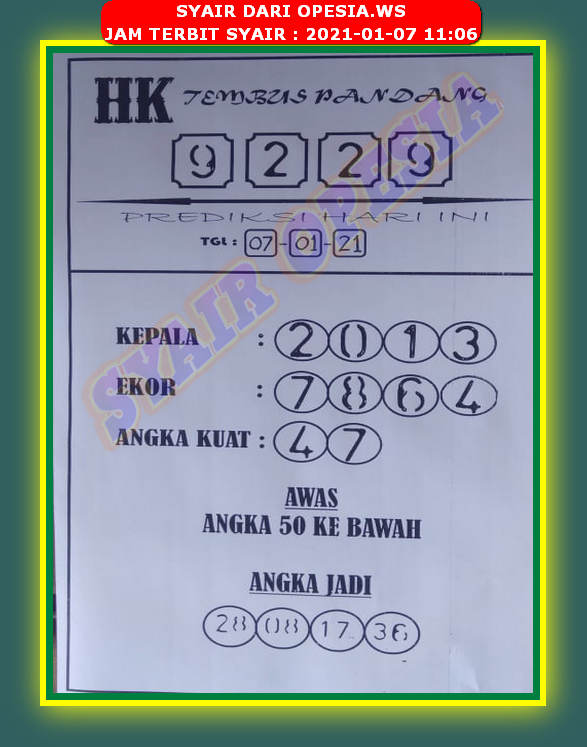 SYAIR DARI OPESIA.WS
JAM TERBIT SYAIR : 2021-01-07 11:06
HK TEMBUS PANDANG
9 2 2 9
PREDIKSI HARI INI
TGL : 07-01-21
SYAIR OPESIA
KEPALA : 2 0 1 3
EKOR : 7 8 6 4
ANGKA KUAT : 4 7
AWAS
ANGKA 50 KE BAWAH
ANGKA JADI
28 08 17 36